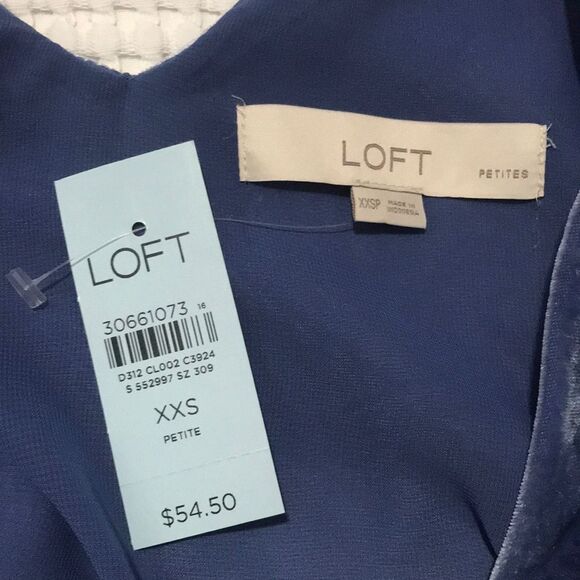 LOFT
PETITES
XXSP
MADE IN
INDONESIA
LOFT
30661073 16
D312 CL002 C3924
S 552997 SZ 309
XXS
PETITE
$54.50